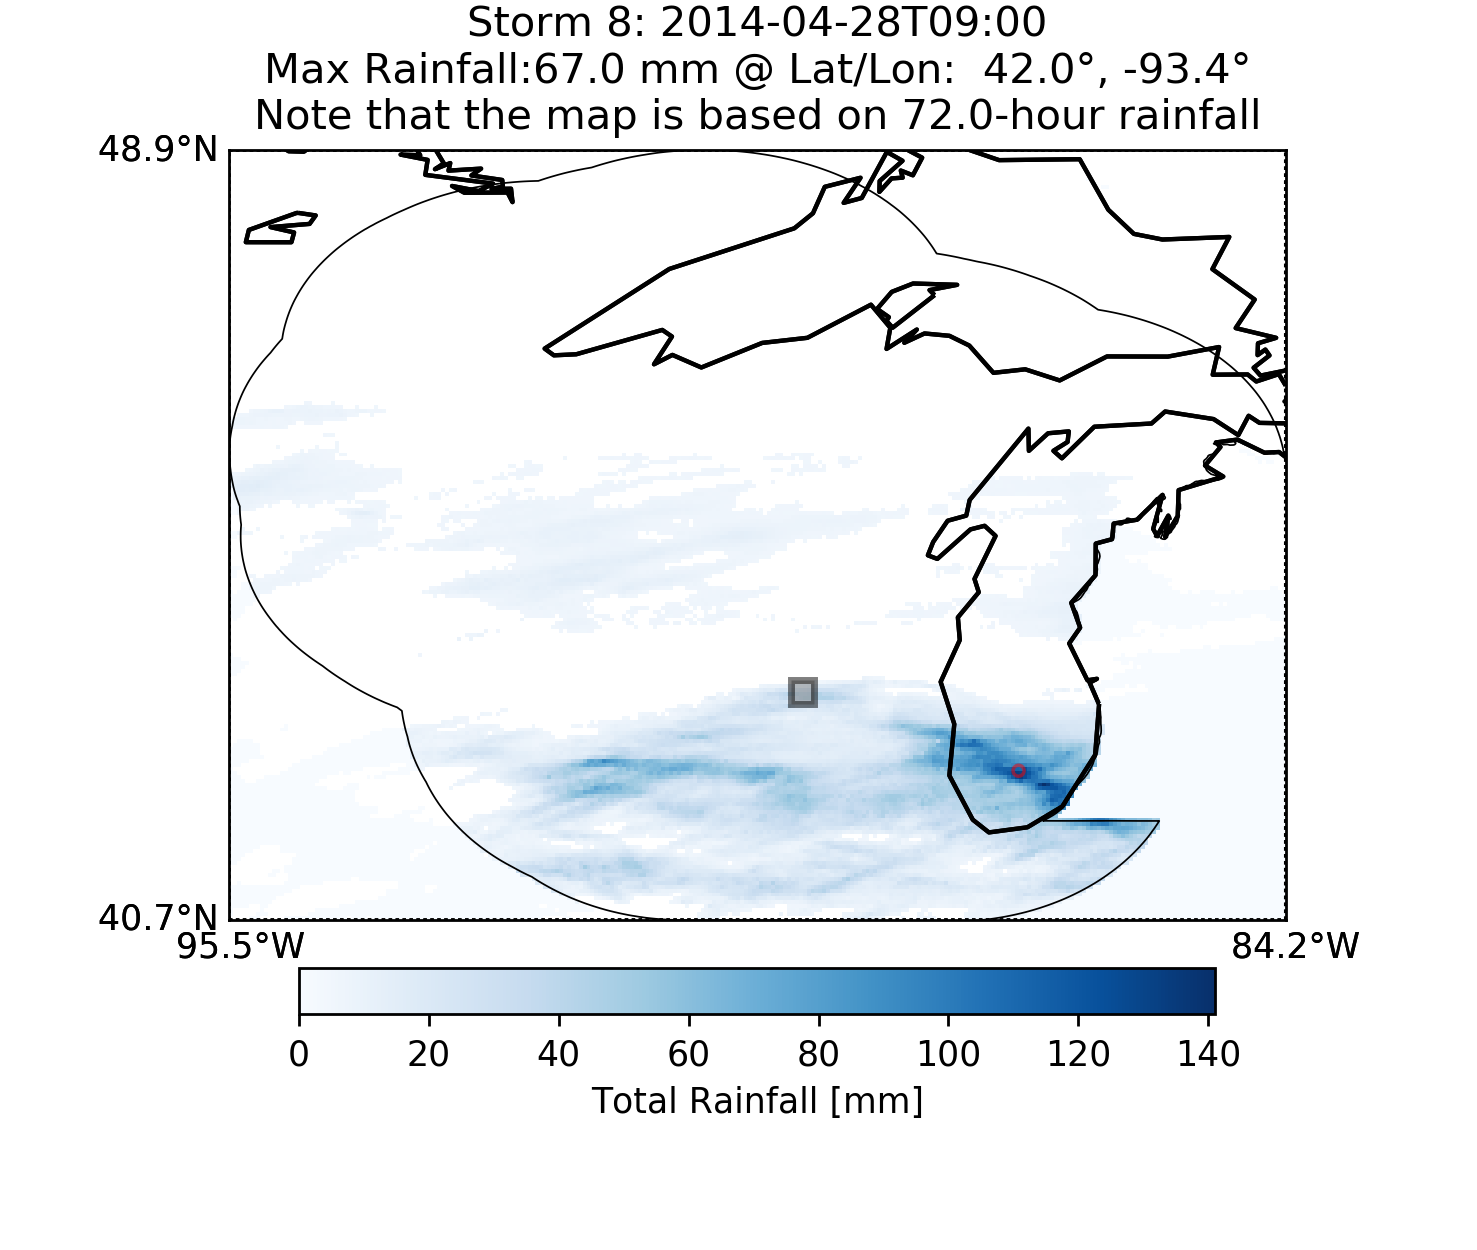 Storm 8: 2014-04-28T09:00
Max Rainfall:67.0 mm @ Lat/Lon:  42.0°, -93.4°
Note that the map is based on 72.0-hour rainfall
48.9°N
40.7°N
95.5°W 84.2°W
0 20 40 60 80 100 120 140
Total Rainfall [mm]